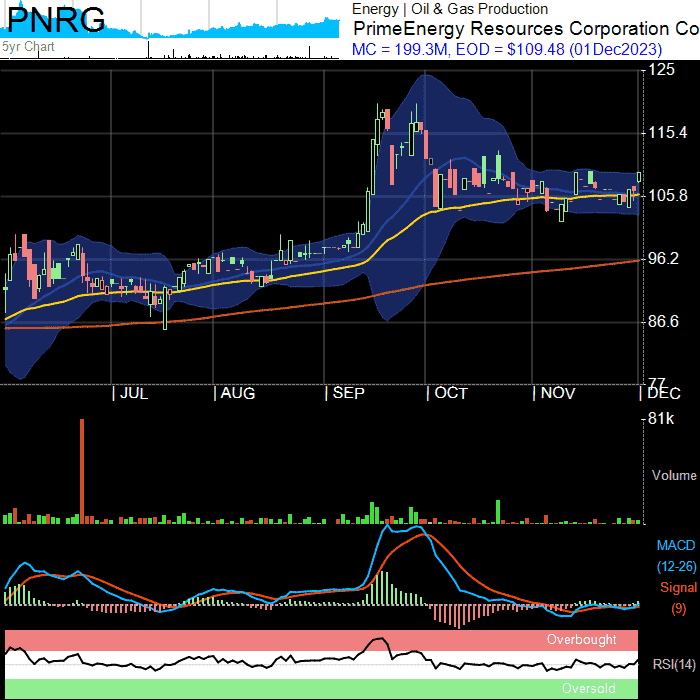 PNRG
5yr Chart
Energy | Oil & Gas Production
PrimeEnergy Resources Corporation Co
MC = 199.3M, EOD = $109.48 (01Dec2023)
125
115.4
105.8
96.2
86.6
77
JUL AUG SEP OCT NOV DEC
81k
Volume
MACD
(12-26)
Signal
(9)
Overbought
RSI(14)
Oversold